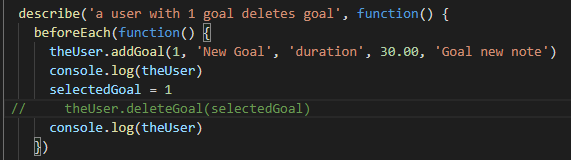 describe('a user with 1 goal deletes goal', function() {
beforeEach(function() {
theUser.addGoal(1, 'New Goal', 'duration', 30.00, 'Goal new note')
console.log(theUser)
selectedGoal = 1
// theUser.deleteGoal(selectedGoal)
console.log(theUser)
})